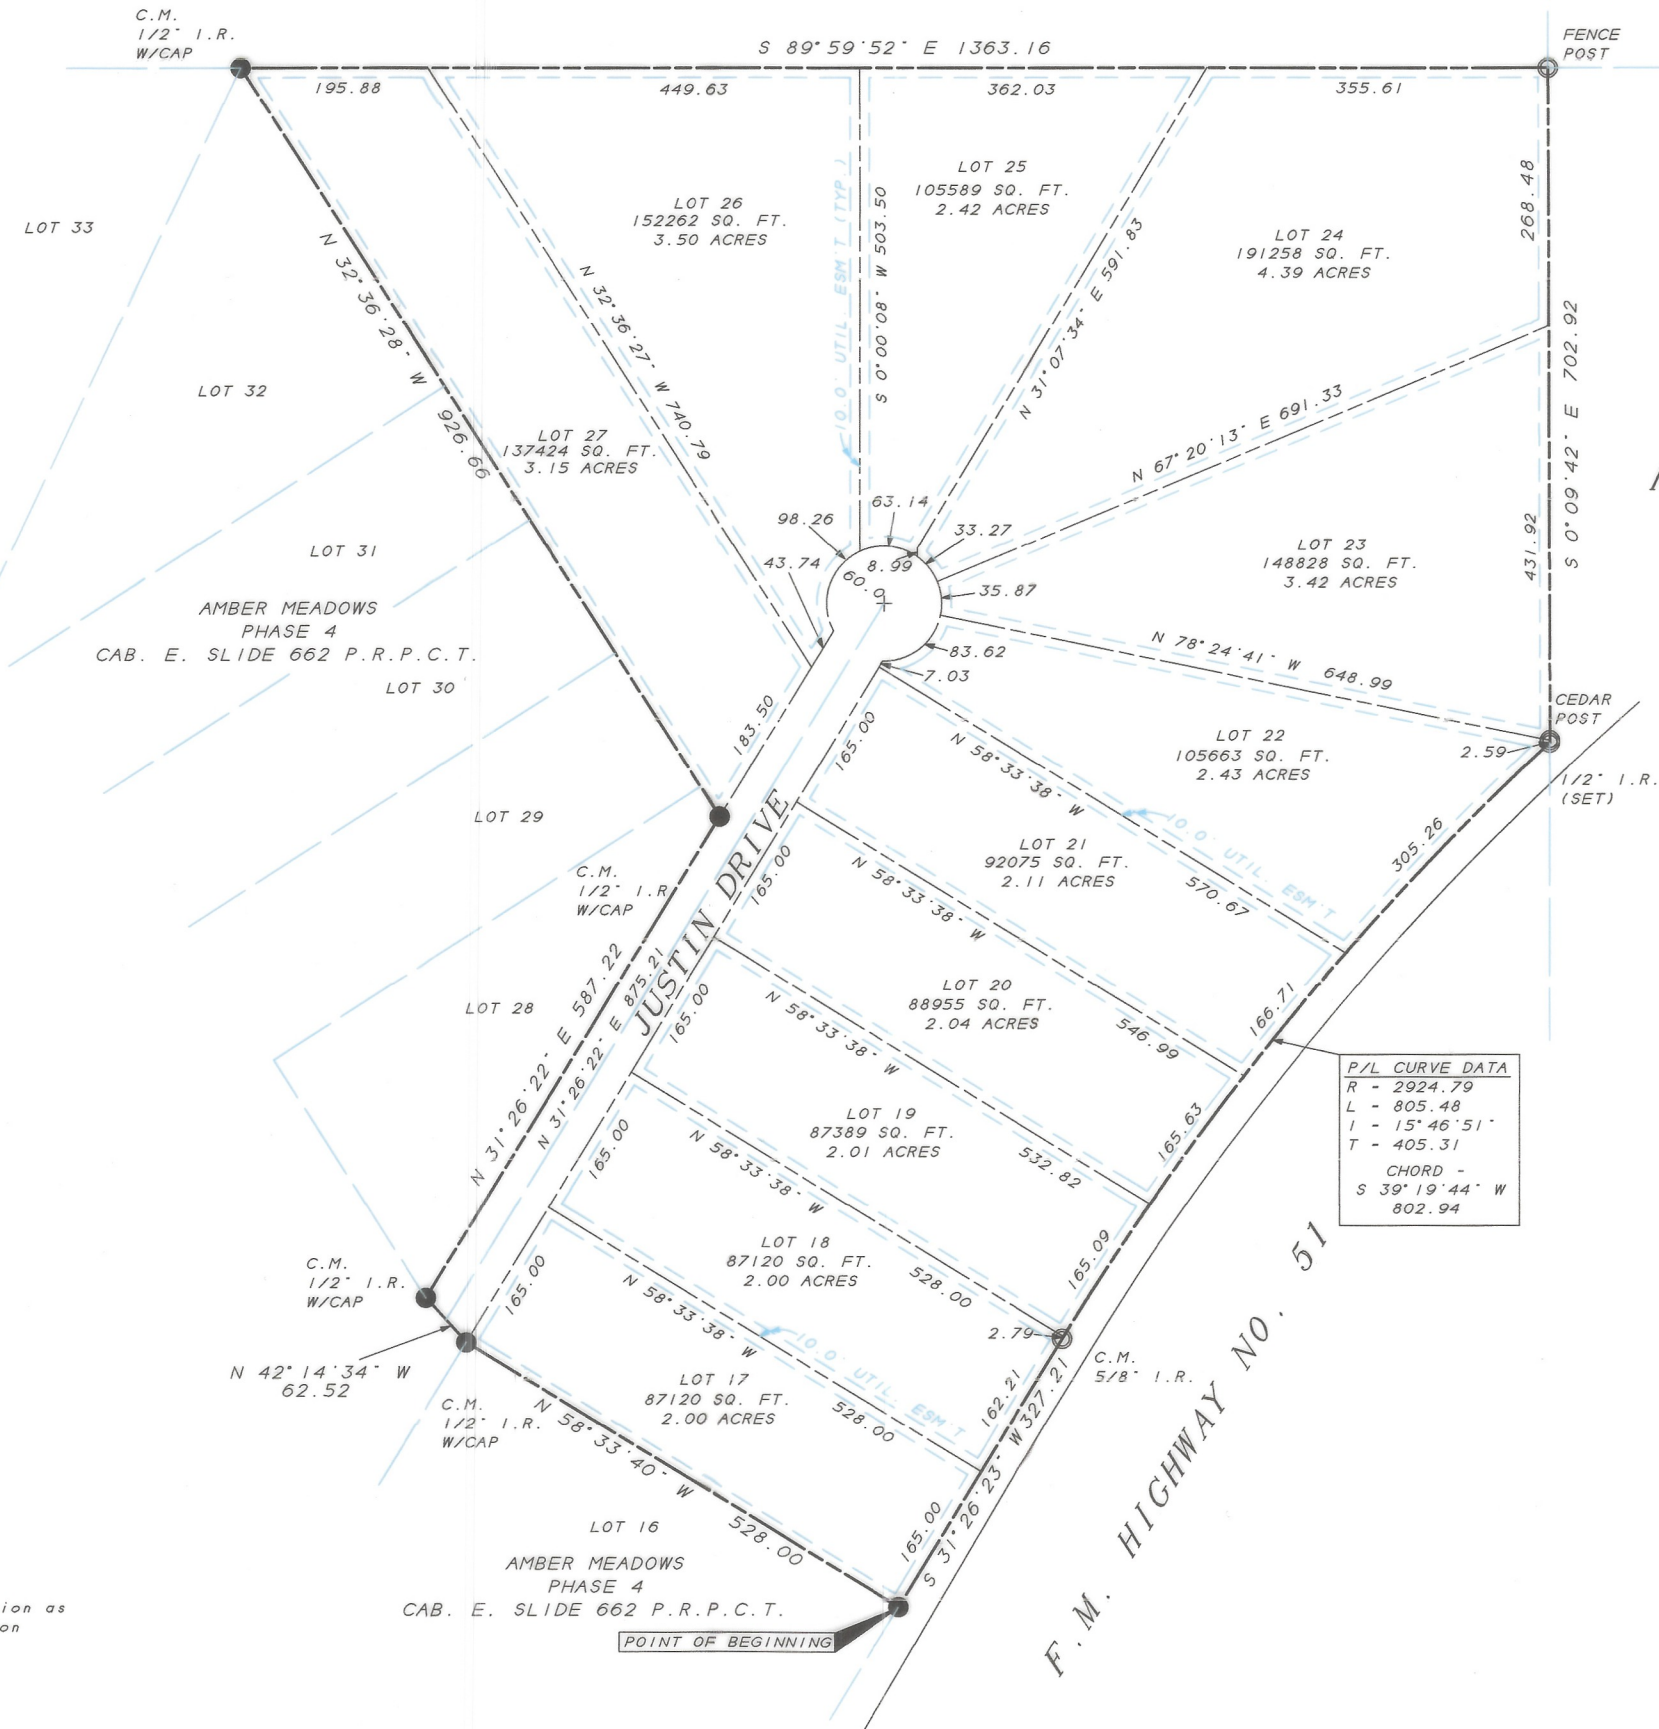 C.M.
1/2" I.R.
W/CAP
S 89°59'52" E 1363.16
FENCE
POST
195.88
449.63
362.03
355.61
LOT 33
LOT 26
152262 SQ. FT.
3.50 ACRES
10.0' UTIL. ESM'T (TYP.)
S 0°00'08" W 503.50
LOT 25
105589 SQ. FT.
2.42 ACRES
N 31°07'34" E 591.83
LOT 24
191258 SQ. FT.
4.39 ACRES
268.48
S 0°09'42" E 702.92
N 32°36'28" W 926.66
N 32°36'27" W 740.79
LOT 32
LOT 27
137424 SQ. FT.
3.15 ACRES
N 67°20'13" E 691.33
LOT 31
98.26
63.14
33.27
43.74
8.99
60.0
35.87
LOT 23
148828 SQ. FT.
3.42 ACRES
431.92
AMBER MEADOWS
PHASE 4
CAB. E. SLIDE 662 P.R.P.C.T.
LOT 30
83.62
7.03
N 78°24'41" W 648.99
CEDAR
POST
183.50
165.00
LOT 22
105663 SQ. FT.
2.43 ACRES
2.59
1/2" I.R.
(SET)
N 58°33'38" W 570.67
10.0' UTIL. ESM'T
305.26
LOT 29
C.M.
1/2" I.R.
W/CAP
JUSTIN DRIVE
165.00
LOT 21
92075 SQ. FT.
2.11 ACRES
N 58°33'38" W 546.99
166.71
LOT 28
N 31°26'22" E 587.22
N 31°26'22" E 875.21
165.00
LOT 20
88955 SQ. FT.
2.04 ACRES
N 58°33'38" W 532.82
165.63
P/L CURVE DATA
R - 2924.79
L - 805.48
I - 15°46'51"
T - 405.31
CHORD -
S 39°19'44" W
802.94
165.00
LOT 19
87389 SQ. FT.
2.01 ACRES
N 58°33'38" W 528.00
165.09
C.M.
1/2" I.R.
W/CAP
165.00
LOT 18
87120 SQ. FT.
2.00 ACRES
2.79
C.M.
5/8" I.R.
N 58°33'38" W 528.00
10.0' UTIL. ESM'T
162.21
N 42°14'34" W
62.52
C.M.
1/2" I.R.
W/CAP
LOT 17
87120 SQ. FT.
2.00 ACRES
165.00
S 31°26'23" W 327.21
N 58°33'40" W 528.00
F.M. HIGHWAY NO. 51
LOT 16
AMBER MEADOWS
PHASE 4
CAB. E. SLIDE 662 P.R.P.C.T.
POINT OF BEGINNING
ion as
on